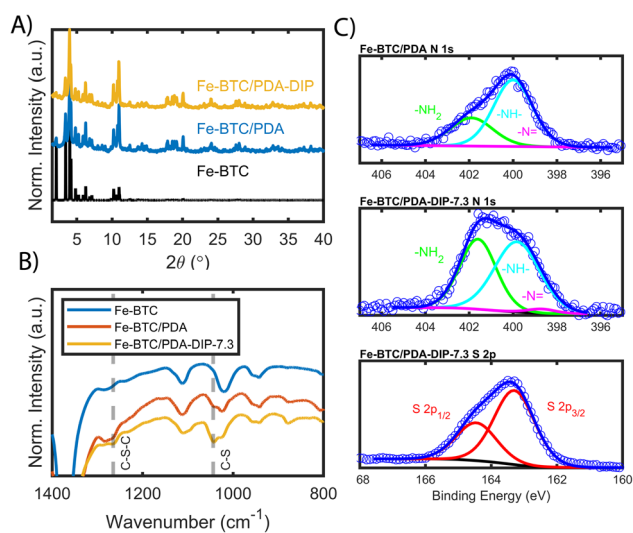 A)
Norm. Intensity (a.u.)
Fe-BTC/PDA-DIP
Fe-BTC/PDA
Fe-BTC
5 10 15 20 25 30 35 40
2θ (°)
B)
Norm. Intensity (a.u.)
Fe-BTC
Fe-BTC/PDA
Fe-BTC/PDA-DIP-7.3
C-S-C
C-S
1400 1200 1000 800
Wavenumber (cm⁻¹)
C)
Fe-BTC/PDA N 1s
-NH₂
-NH-
-N=
406 404 402 400 398 396
Fe-BTC/PDA-DIP-7.3 N 1s
-NH₂
-NH-
-N=
406 404 402 400 398 396
Fe-BTC/PDA-DIP-7.3 S 2p
S 2p₁/₂
S 2p₃/₂
68 166 164 162 160
Binding Energy (eV)